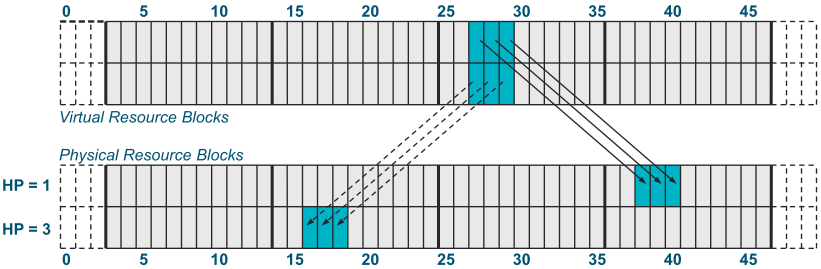 0 5 10 15 20 25 30 35 40 45
Virtual Resource Blocks
Physical Resource Blocks
HP = 1
HP = 3
0 5 10 15 20 25 30 35 40 45